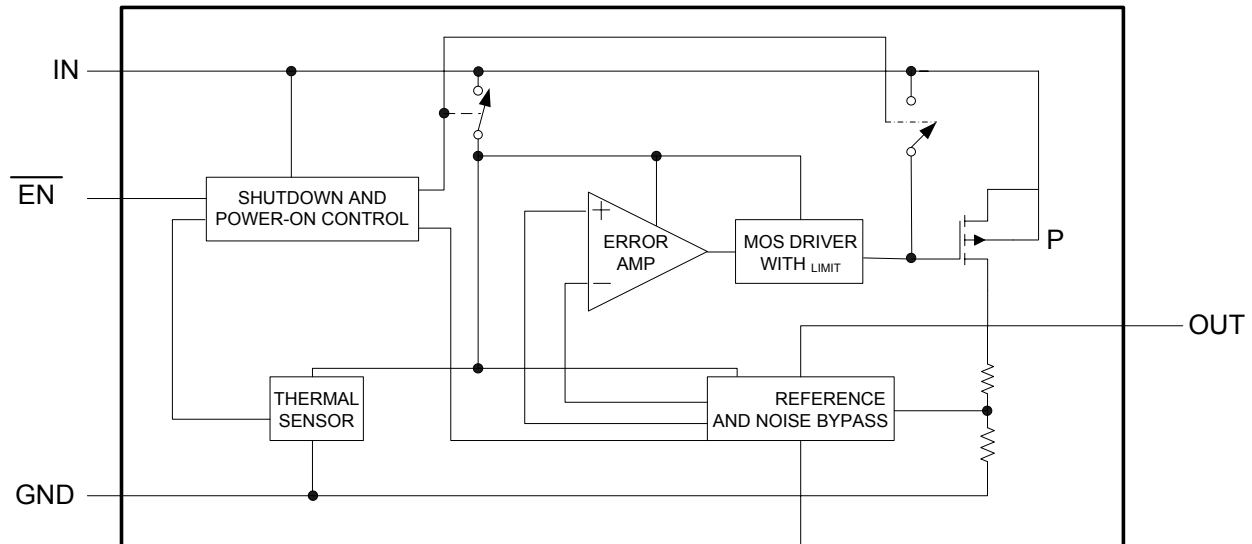 IN
EN
SHUTDOWN AND
POWER-ON CONTROL
ERROR
AMP
MOS DRIVER
WITH LIMIT
P
OUT
THERMAL
SENSOR
REFERENCE
AND NOISE BYPASS
GND